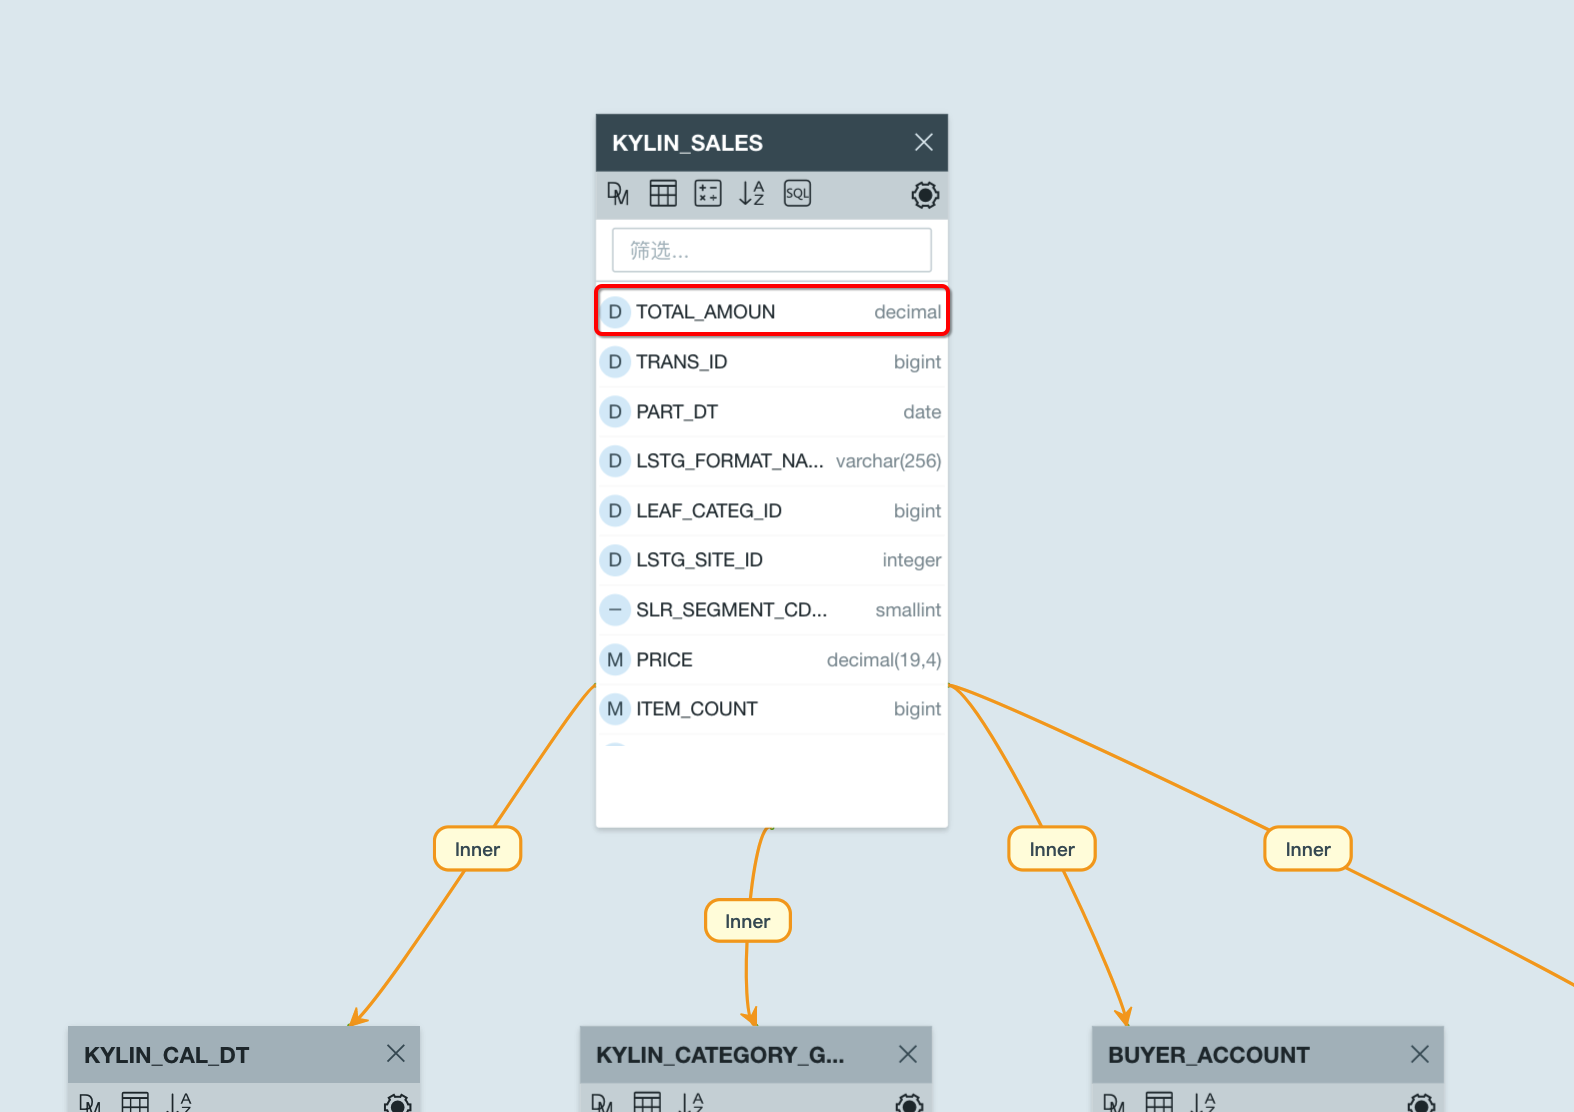 KYLIN_SALES
DM
A
Z
SQL
筛选...
D TOTAL_AMOUN decimal
D TRANS_ID bigint
D PART_DT date
D LSTG_FORMAT_NA... varchar(256)
D LEAF_CATEG_ID bigint
D LSTG_SITE_ID integer
SLR_SEGMENT_CD... smallint
M PRICE decimal(19,4)
M ITEM_COUNT bigint
Inner
Inner
Inner
Inner
KYLIN_CAL_DT
KYLIN_CATEGORY_G...
BUYER_ACCOUNT